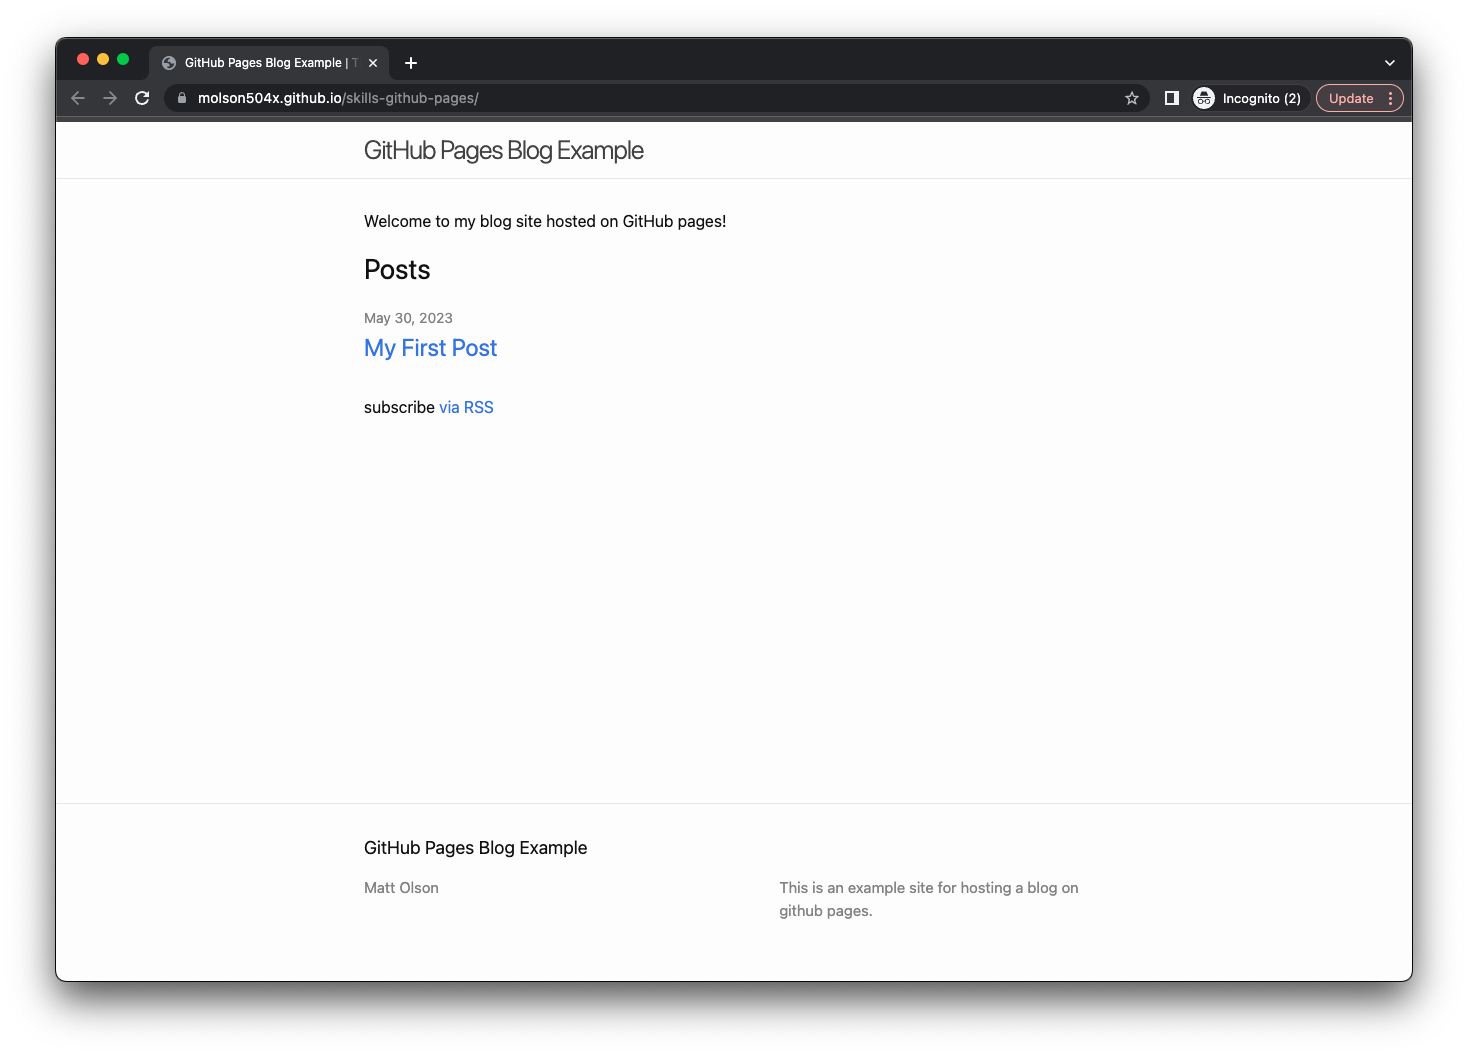 GitHub Pages Blog Example |
molson504x.github.io/skills-github-pages/
Incognito (2)
Update
GitHub Pages Blog Example
Welcome to my blog site hosted on GitHub pages!
Posts
May 30, 2023
My First Post
subscribe via RSS
GitHub Pages Blog Example
Matt Olson
This is an example site for hosting a blog on
github pages.